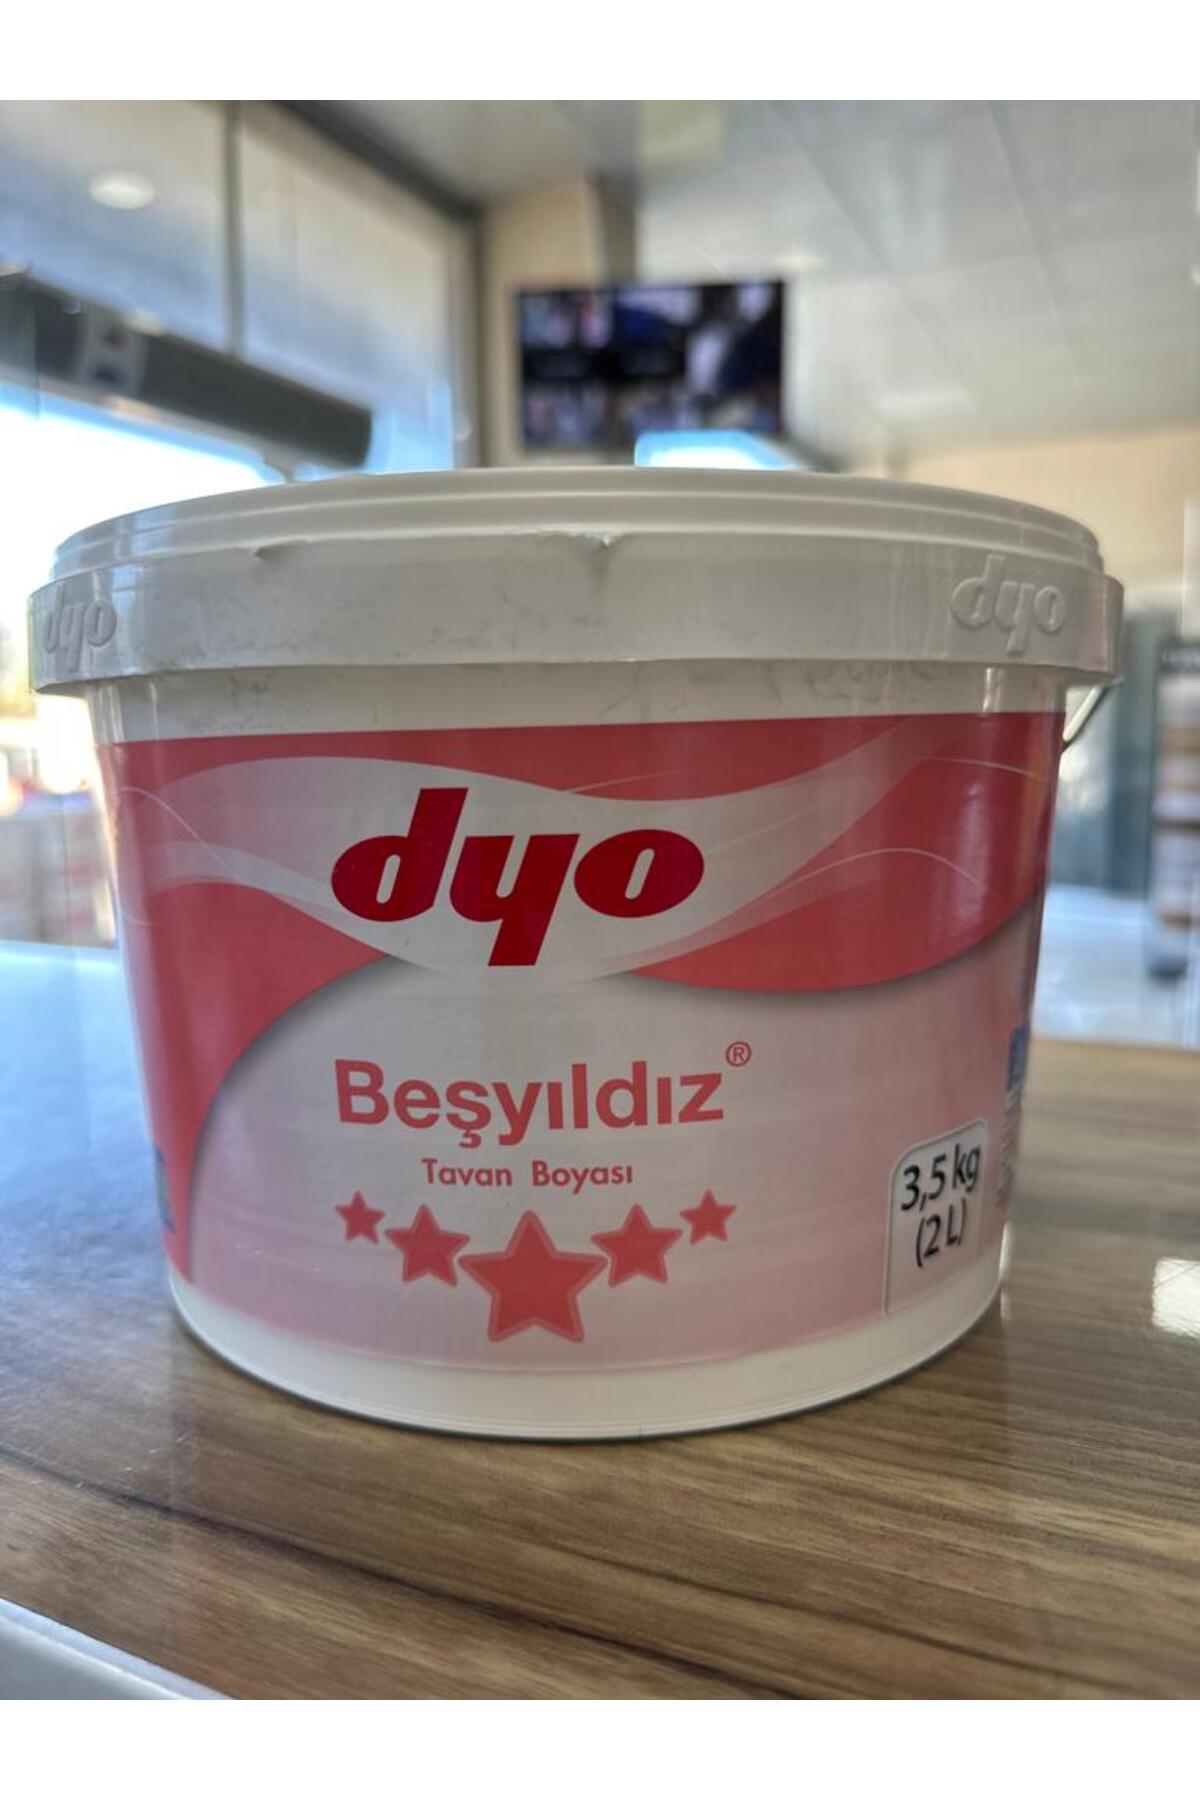 dyo
dyo
dyo
Beşyıldız®
Tavan Boyası
3,5 kg
(2 L)